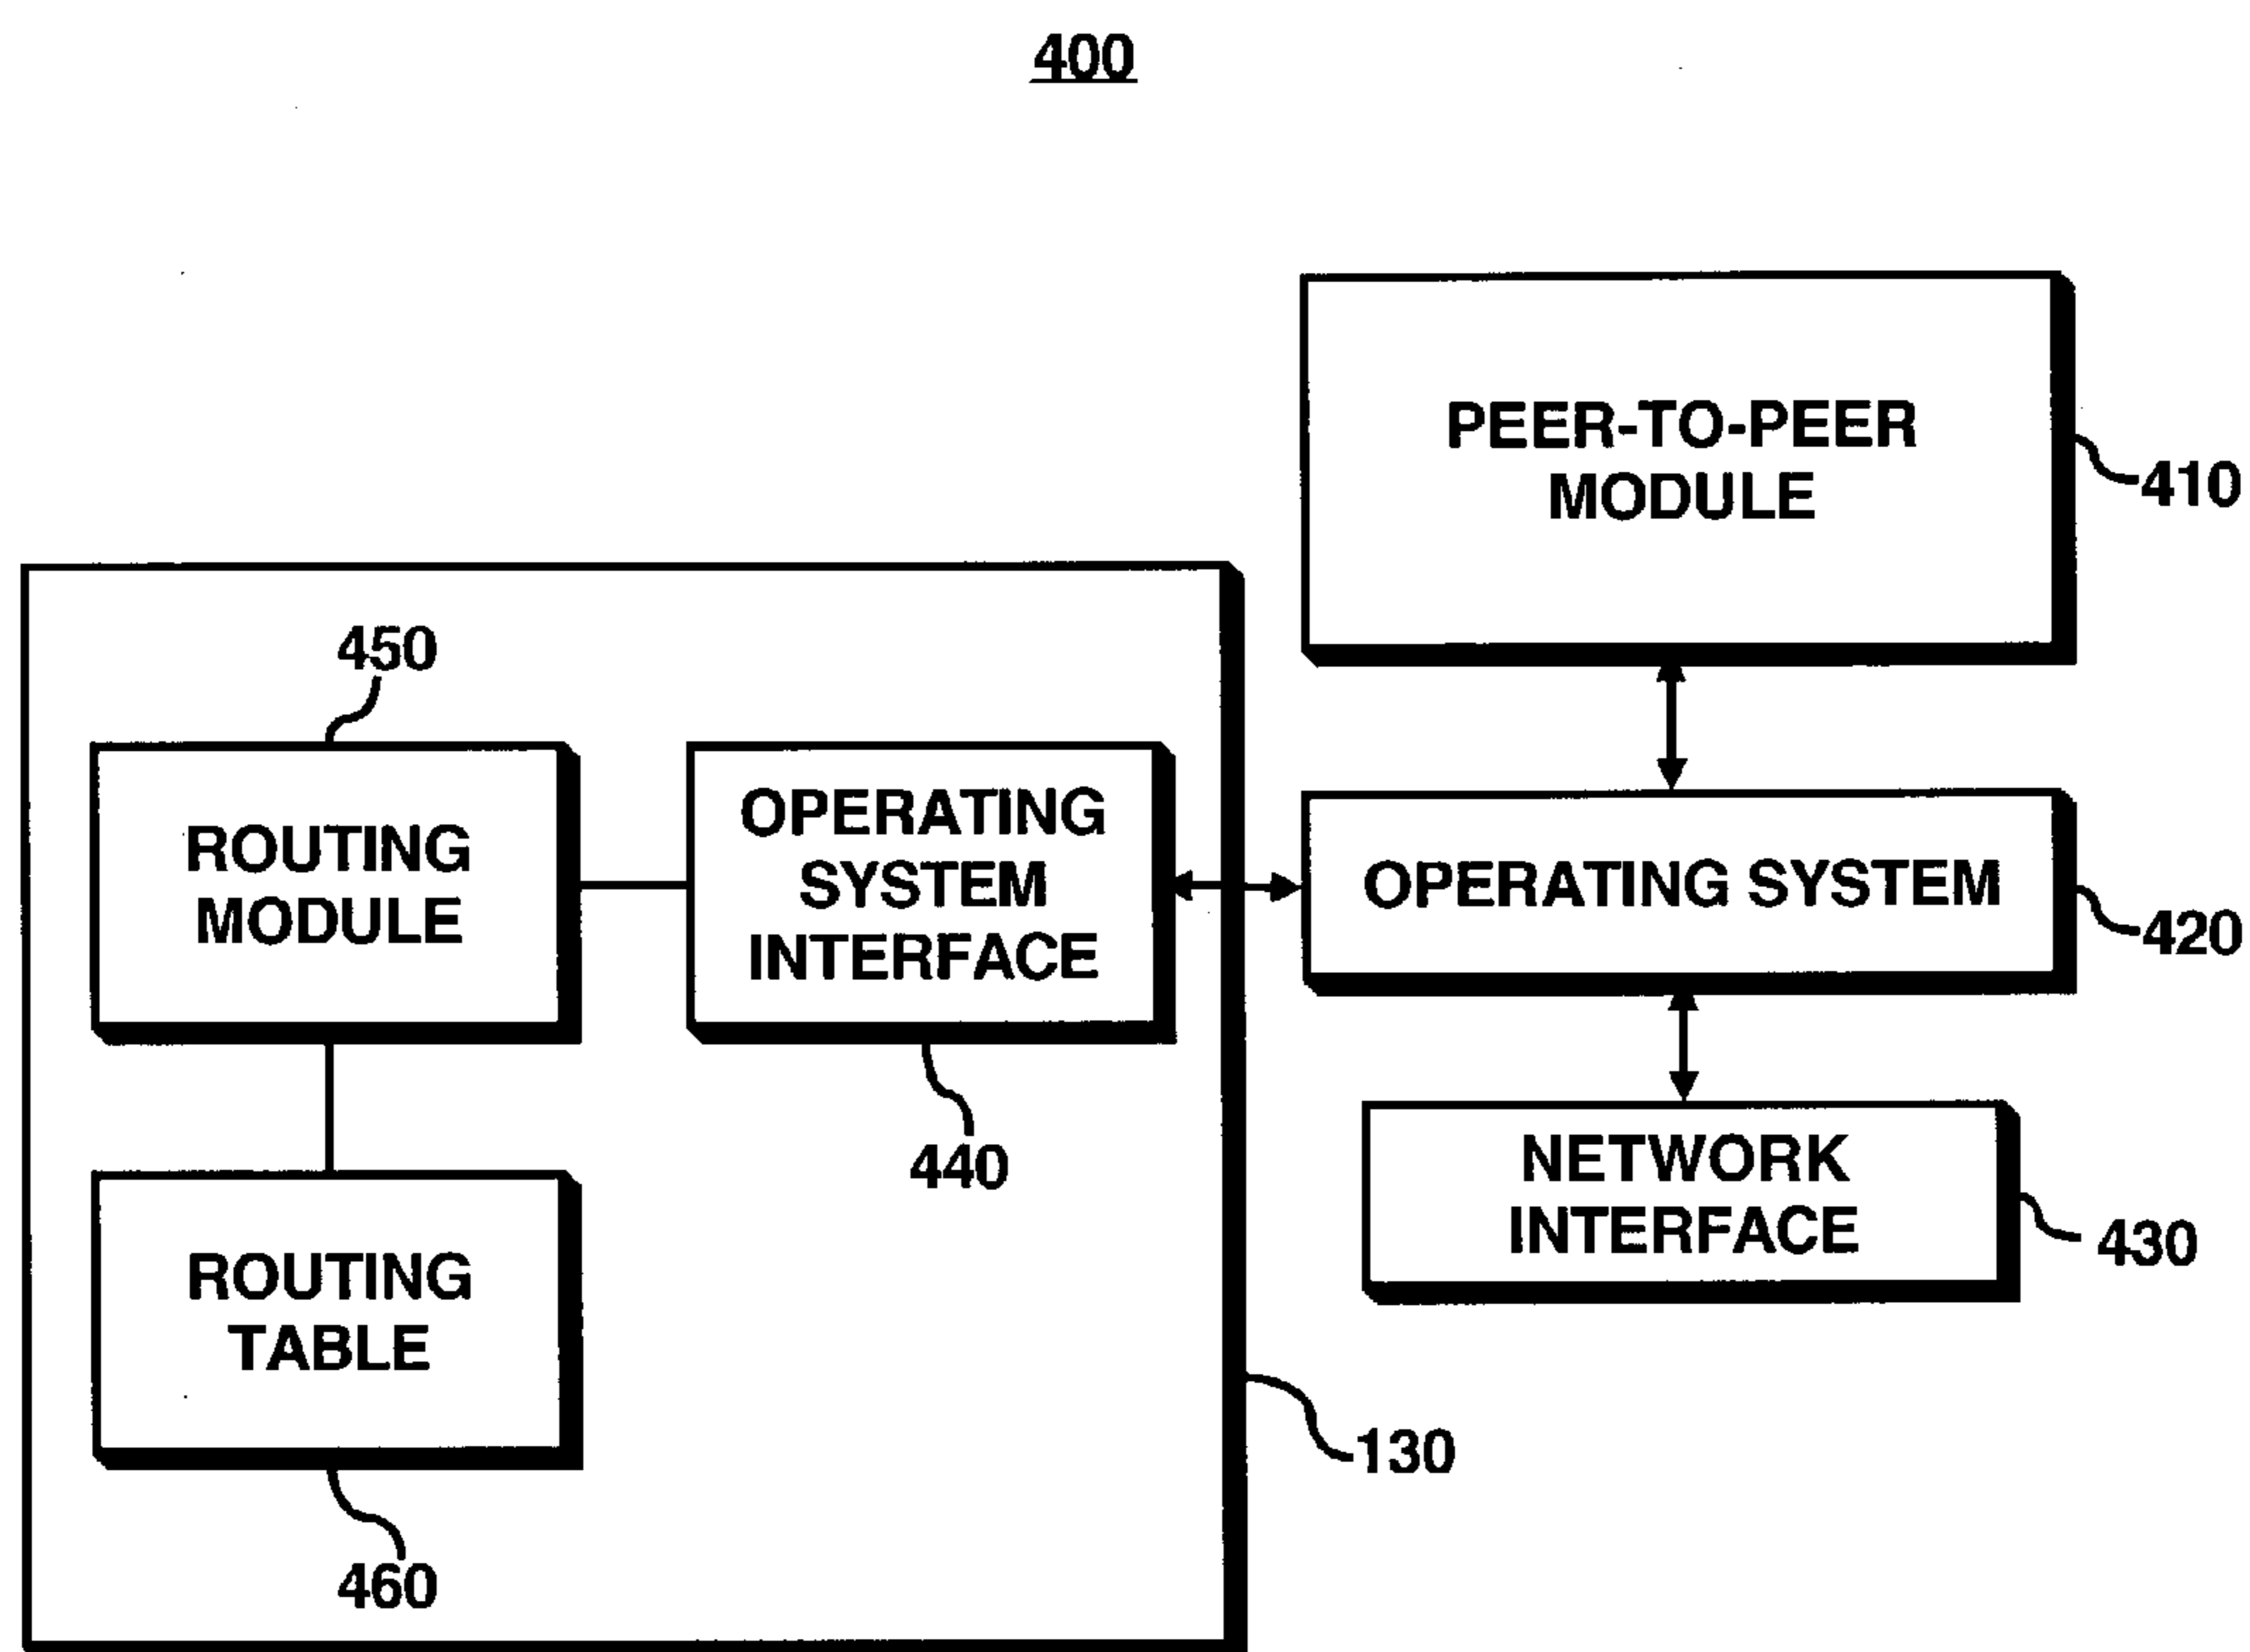 400
PEER-TO-PEER
MODULE
410
450
ROUTING
MODULE
OPERATING
SYSTEM
INTERFACE
OPERATING SYSTEM
420
440
NETWORK
INTERFACE
430
ROUTING
TABLE
130
460